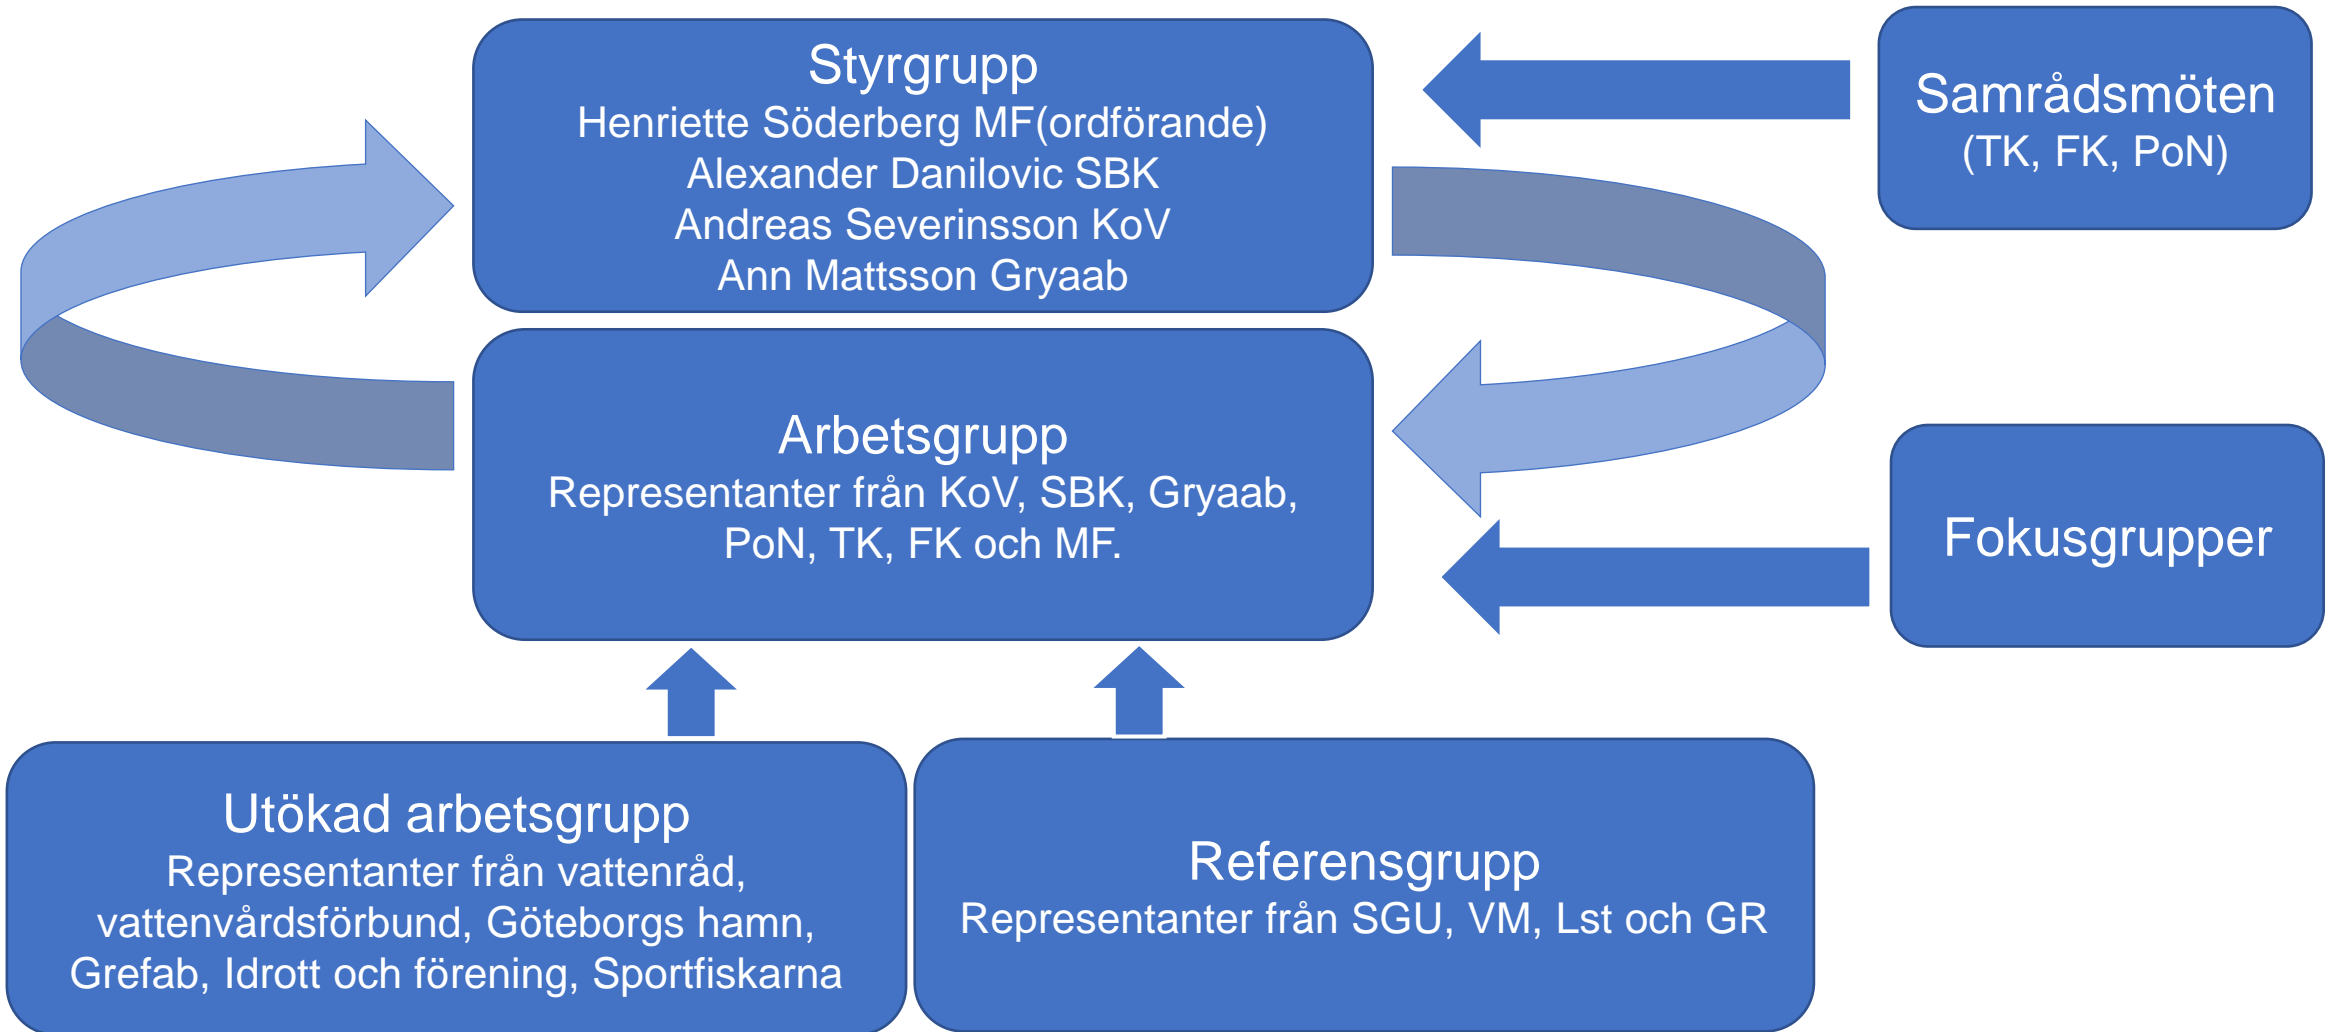 Styrgrupp
Henriette Söderberg MF(ordförande)
Alexander Danilovic SBK
Andreas Severinsson KoV
Ann Mattsson Gryaab
Samrådsmöten
(TK, FK, PoN)
Arbetsgrupp
Representanter från KoV, SBK, Gryaab,
PoN, TK, FK och MF.
Fokusgrupper
Utökad arbetsgrupp
Representanter från vattenråd,
vattenvårdsförbund, Göteborgs hamn,
Grefab, Idrott och förening, Sportfiskarna
Referensgrupp
Representanter från SGU, VM, Lst och GR